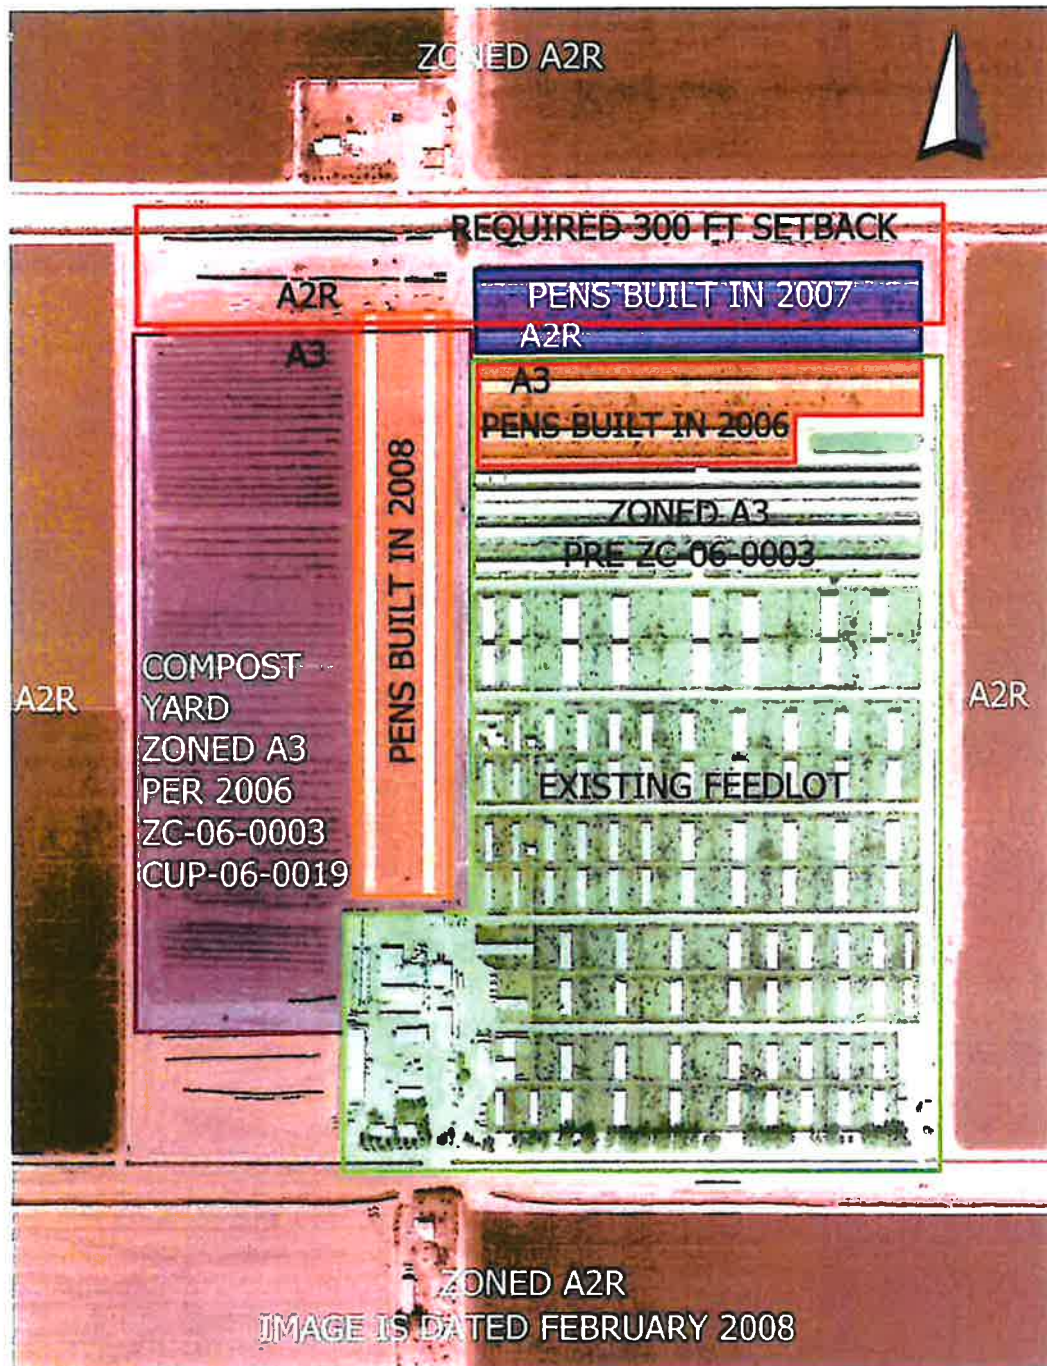 ZONED A2R
REQUIRED 300 FT SETBACK
A2R
PENS BUILT IN 2007
A2R
A3
A3
PENS BUILT IN 2006
PENS BUILT IN 2008
ZONED A3
PRE ZC-06-0003
COMPOST
YARD
ZONED A3
PER 2006
ZC-06-0003
CUP-06-0019
A2R
A2R
EXISTING FEEDLOT
ZONED A2R
IMAGE IS DATED FEBRUARY 2008